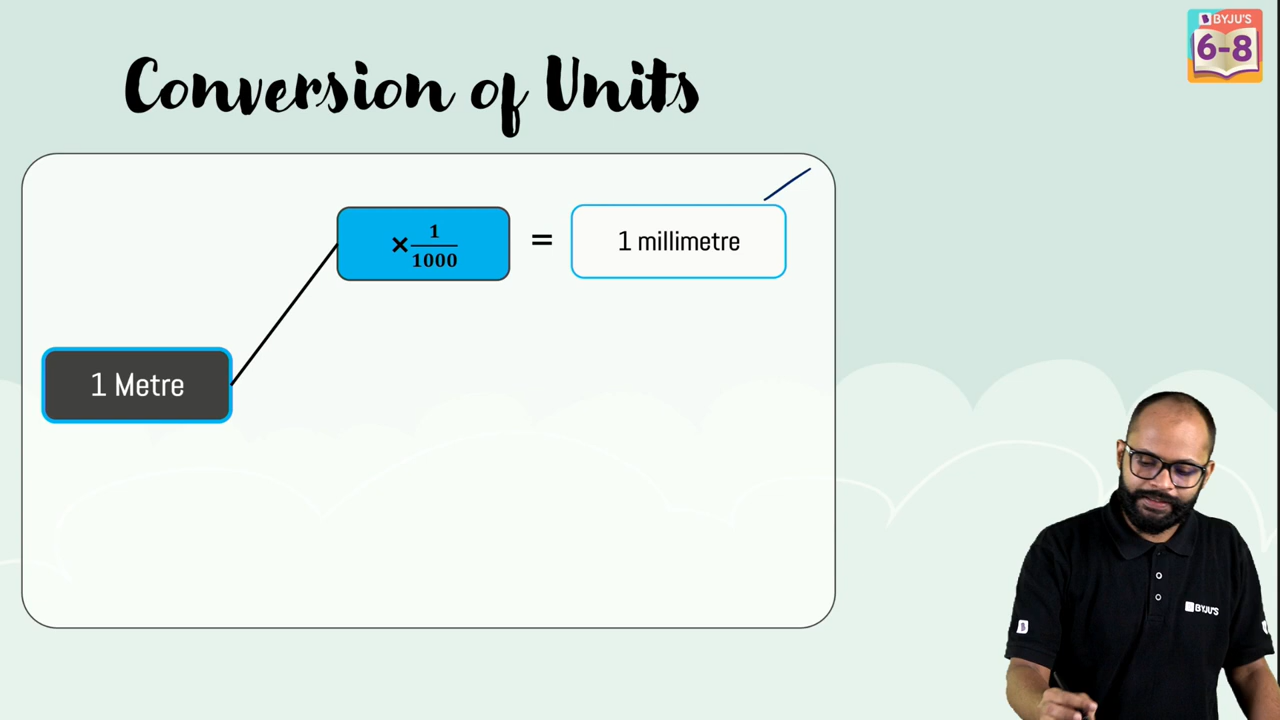 BYJU'S
6-8
Conversion of Units
× 1/1000 = 1 millimetre
1 Metre
BYJU'S
B